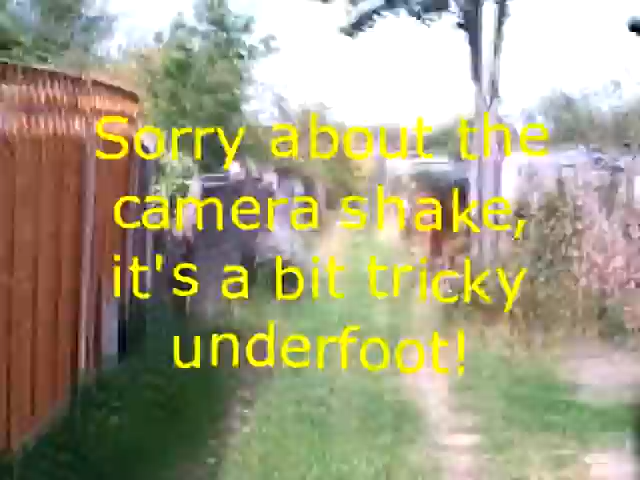 Sorry about the
camera shake,
it's a bit tricky
underfoot!